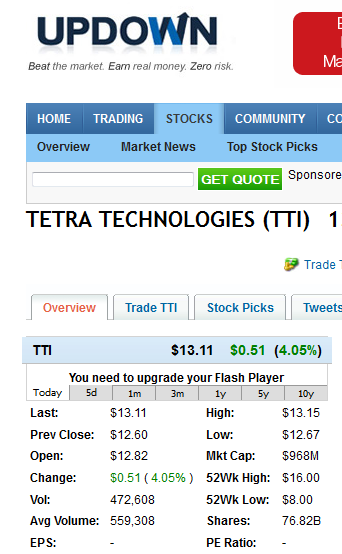 UPDOWN
Beat the market. Earn real money. Zero risk.
HOME TRADING STOCKS COMMUNITY
Overview Market News Top Stock Picks
GET QUOTE
TETRA TECHNOLOGIES (TTI)
Trade
Overview Trade TTI Stock Picks Tweets
TTI $13.11 $0.51 (4.05%)
You need to upgrade your Flash Player
Today 5d 1m 3m 1y 5y 10y
Last: $13.11 High: $13.15
Prev Close: $12.60 Low: $12.67
Open: $12.82 Mkt Cap: $968M
Change: $0.51 ( 4.05% ) 52Wk High: $16.00
Vol: 472,608 52Wk Low: $8.00
Avg Volume: 559,308 Shares: 76.82B
EPS: - PE Ratio: -